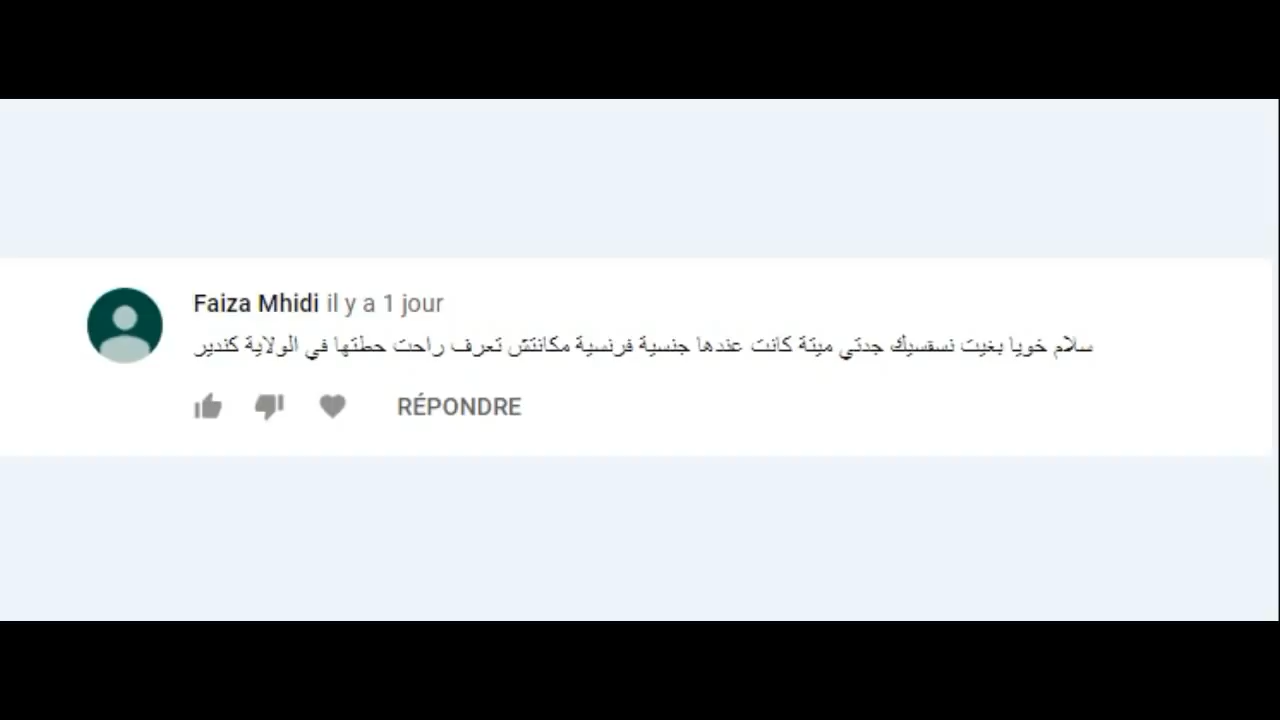 Faiza Mhidi il y a 1 jour
سلام خويا بغيت نسقسيك جدتي ميتة كانت عندها جنسية فرنسية مكانتش تعرف راحت حطتها في الولاية كندير
RÉPONDRE